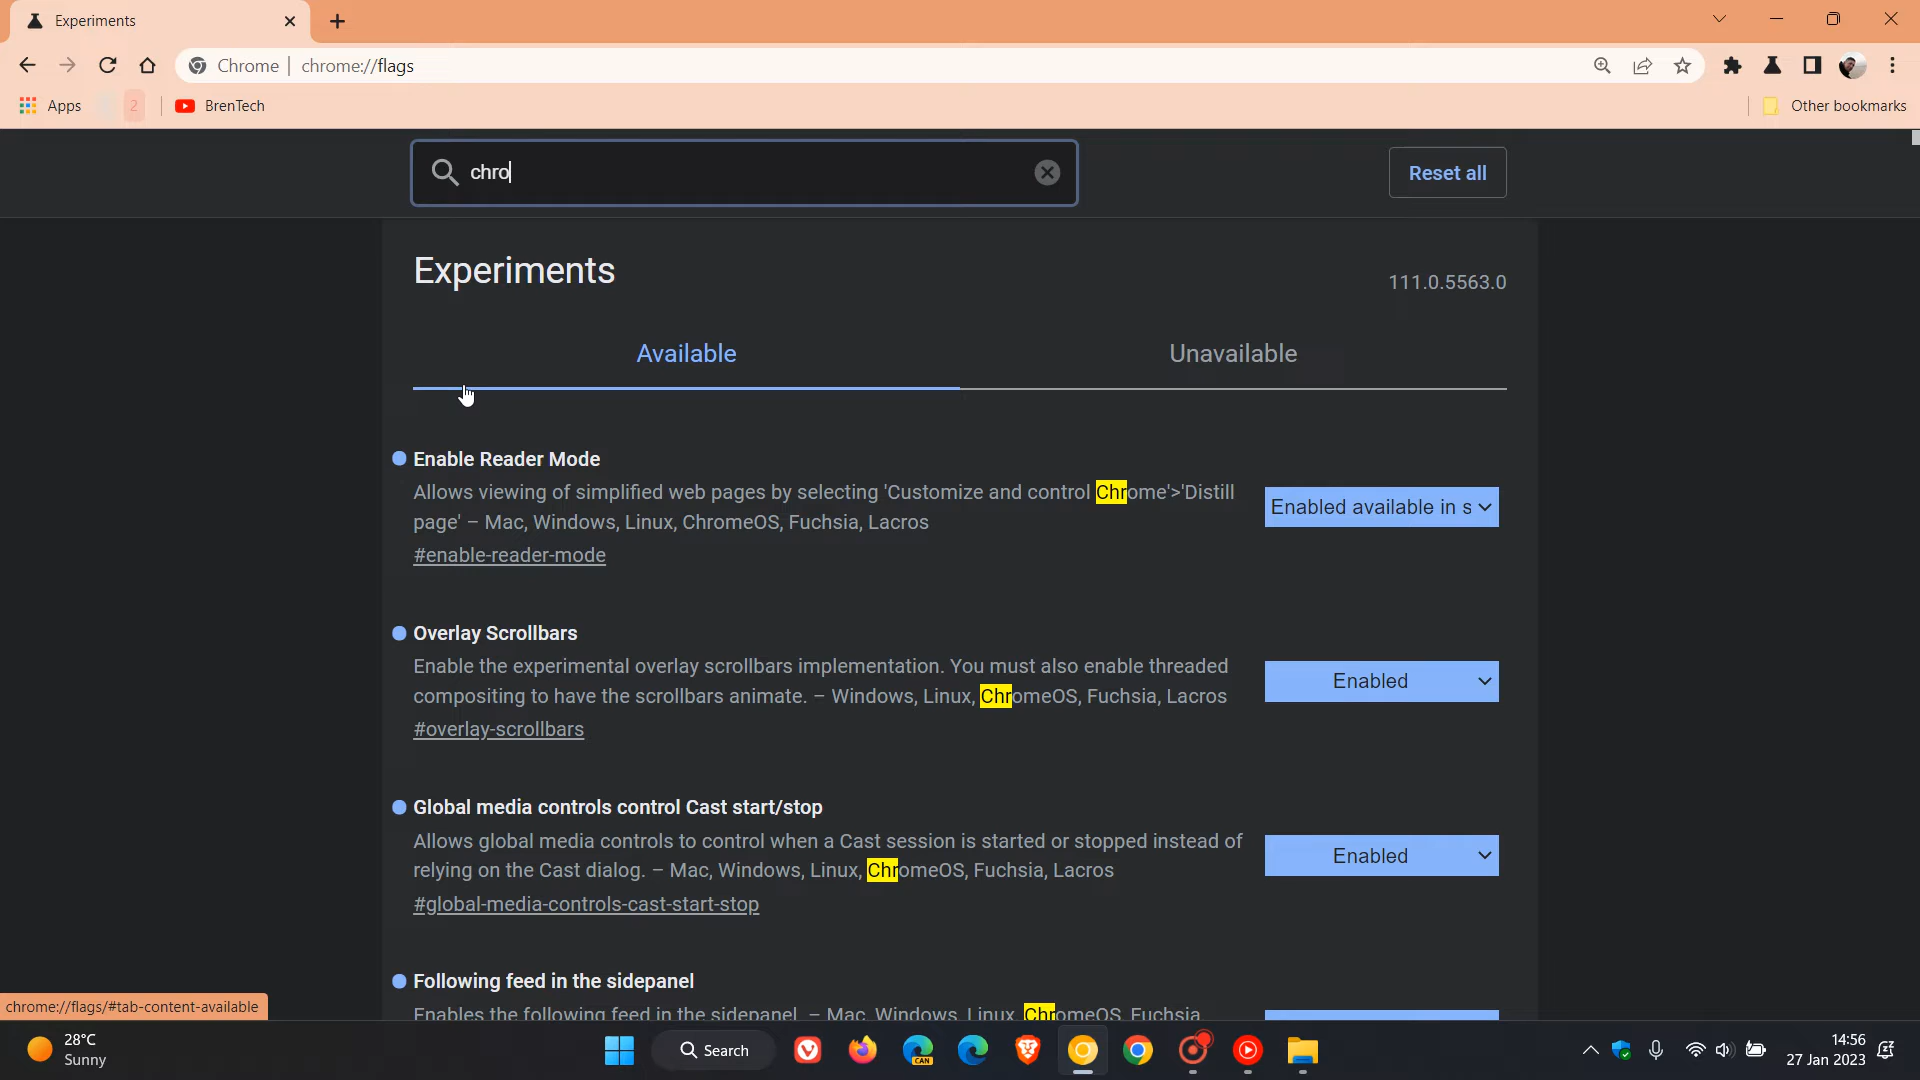 Experiments
Chrome | chrome://flags
Apps
2
BrenTech
Other bookmarks
chro
Reset all
Experiments
111.0.5563.0
Available
Unavailable
Enable Reader Mode
Allows viewing of simplified web pages by selecting 'Customize and control Chrome'>'Distill
page' – Mac, Windows, Linux, ChromeOS, Fuchsia, Lacros
#enable-reader-mode
Enabled available in s
Overlay Scrollbars
Enable the experimental overlay scrollbars implementation. You must also enable threaded
compositing to have the scrollbars animate. – Windows, Linux, ChromeOS, Fuchsia, Lacros
#overlay-scrollbars
Enabled
Global media controls control Cast start/stop
Allows global media controls to control when a Cast session is started or stopped instead of
relying on the Cast dialog. – Mac, Windows, Linux, ChromeOS, Fuchsia, Lacros
#global-media-controls-cast-start-stop
Enabled
Following feed in the sidepanel
Enables the following feed in the sidepanel. – Mac, Windows, Linux, ChromeOS, Fuchsia,
chrome://flags/#tab-content-available
28°C
Sunny
Search
CAN
14:56
27 Jan 2023